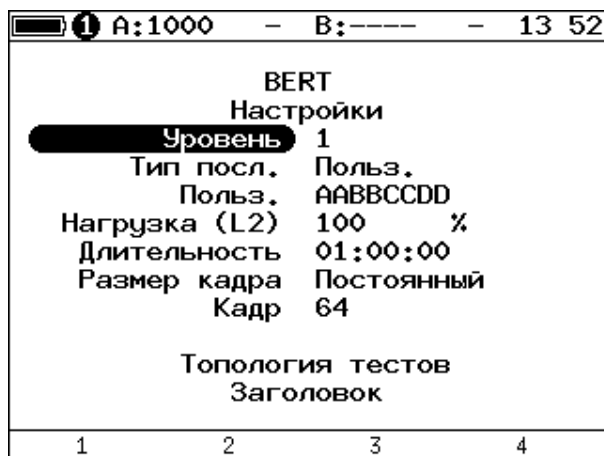 1 A:1000 – B:---- – 13 52
BERT
Настройки
Уровень 1
Тип посл. Польз.
Польз. AABBCCDD
Нагрузка (L2) 100 %
Длительность 01:00:00
Размер кадра Постоянный
Кадр 64
Топология тестов
Заголовок
1 2 3 4